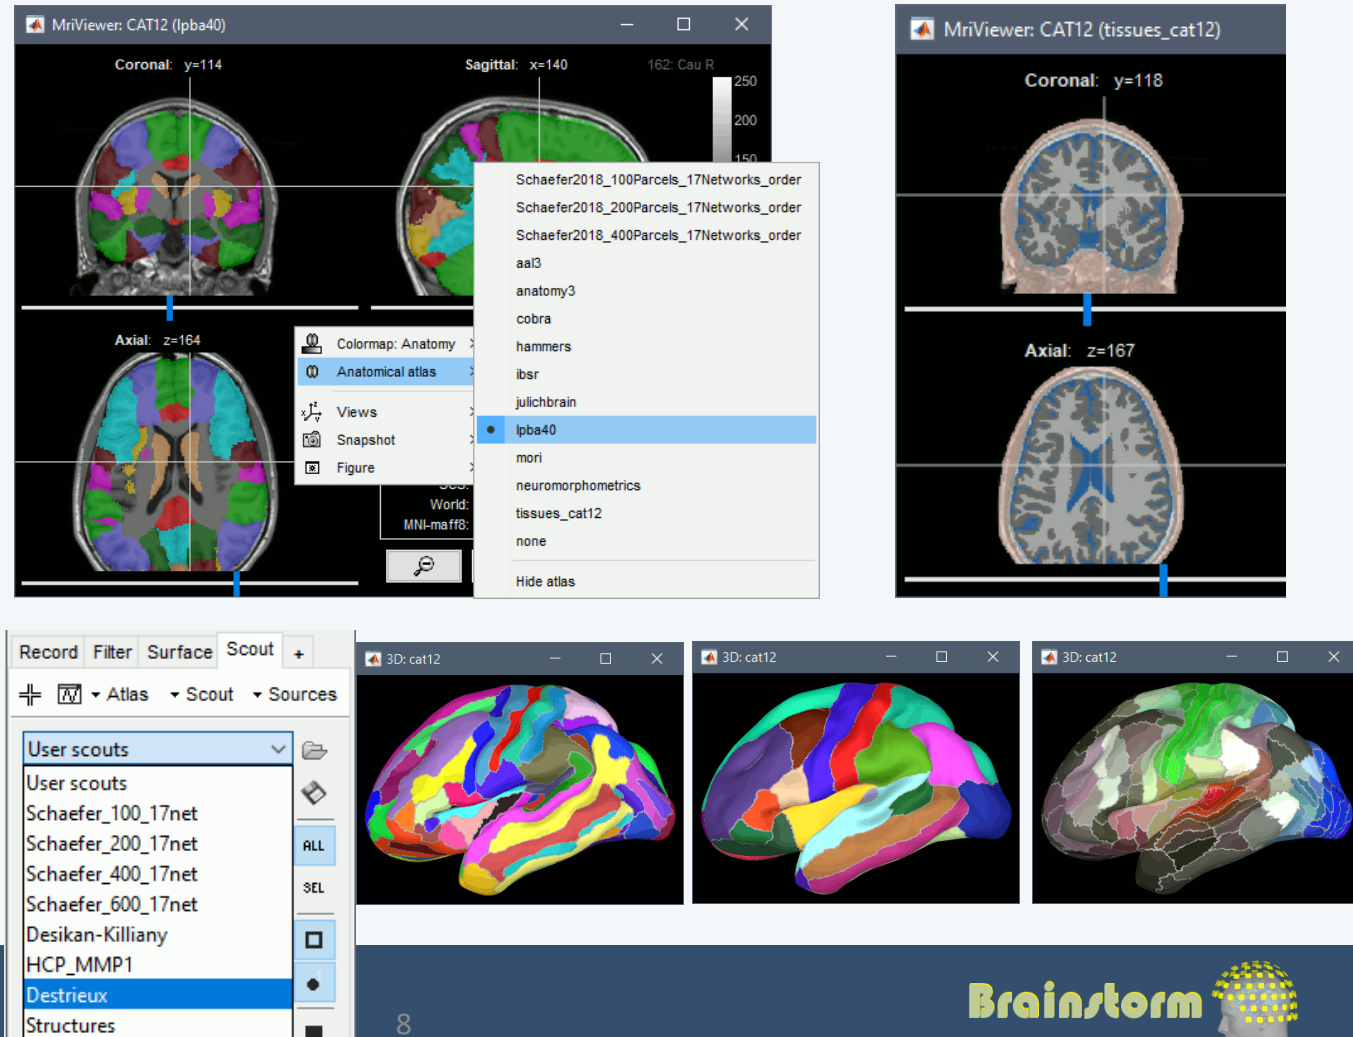 MriViewer: CAT12 (lpba40)
Coronal: y=114
Sagittal: x=140
162: Cau R
250
200
150
Axial: z=164
Colormap: Anatomy
Anatomical atlas
Views
Snapshot
Figure
World:
MNI-maff8:
Schaefer2018_100Parcels_17Networks_order
Schaefer2018_200Parcels_17Networks_order
Schaefer2018_400Parcels_17Networks_order
aal3
anatomy3
cobra
hammers
ibsr
julichbrain
lpba40
mori
neuromorphometrics
tissues_cat12
none
Hide atlas
MriViewer: CAT12 (tissues_cat12)
Coronal: y=118
Axial: z=167
Record Filter Surface Scout +
Atlas Scout Sources
User scouts
User scouts
Schaefer_100_17net
Schaefer_200_17net
Schaefer_400_17net
Schaefer_600_17net
Desikan-Killiany
HCP_MMP1
Destrieux
Structures
ALL
SEL
3D: cat12
3D: cat12
3D: cat12
8
Brainstorm